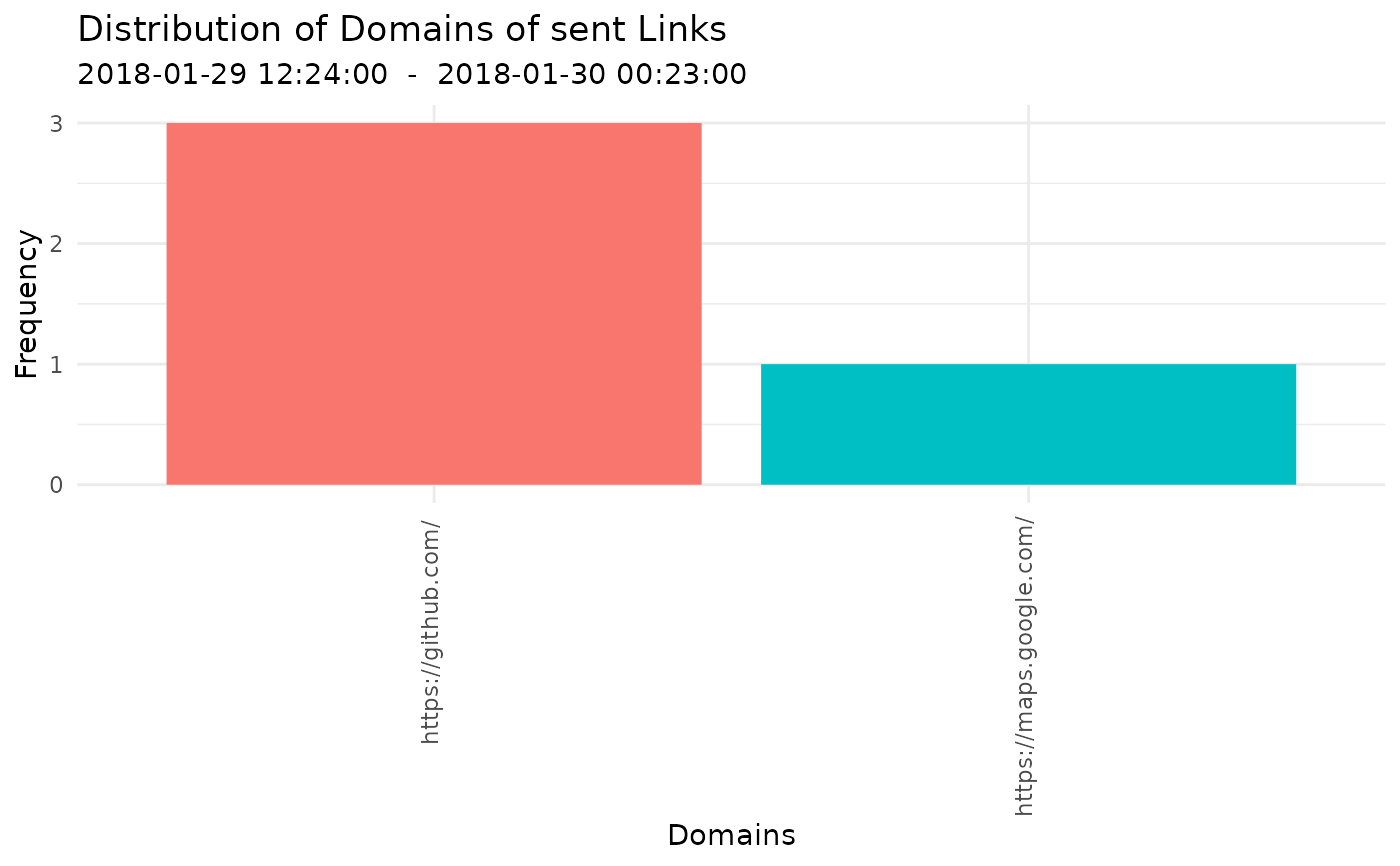 Distribution of Domains of sent Links
2018-01-29 12:24:00  -  2018-01-30 00:23:00
Frequency
3
2
1
0
https://github.com/
https://maps.google.com/
Domains